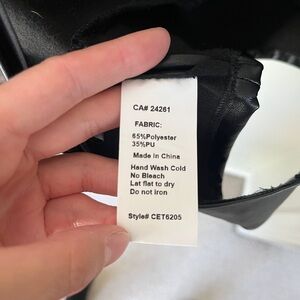 CA# 24261
FABRIC:
65%Polyester
35%PU
Made in China
Hand Wash Cold
No Bleach
Lat flat to dry
Do not iron
Style# CET6205